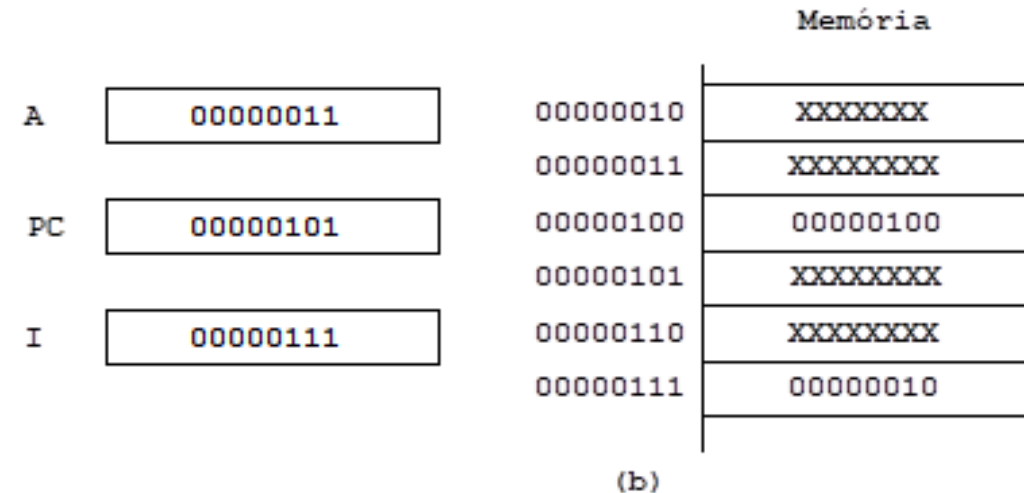 Memória
A 00000011 00000010 XXXXXXX
00000011 XXXXXXXX
PC 00000101 00000100 00000100
00000101 XXXXXXXX
I 00000111 00000110 XXXXXXXX
00000111 00000010
(b)